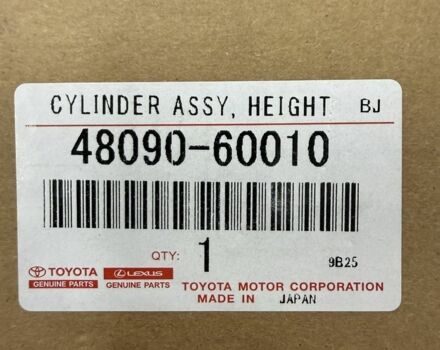 CYLINDER ASSY, HEIGHT BJ
48090-60010
QTY: 1 9B25
TOYOTA LEXUS
GENUINE PARTS GENUINE PARTS
TOYOTA MOTOR CORPORATION
MADE IN JAPAN